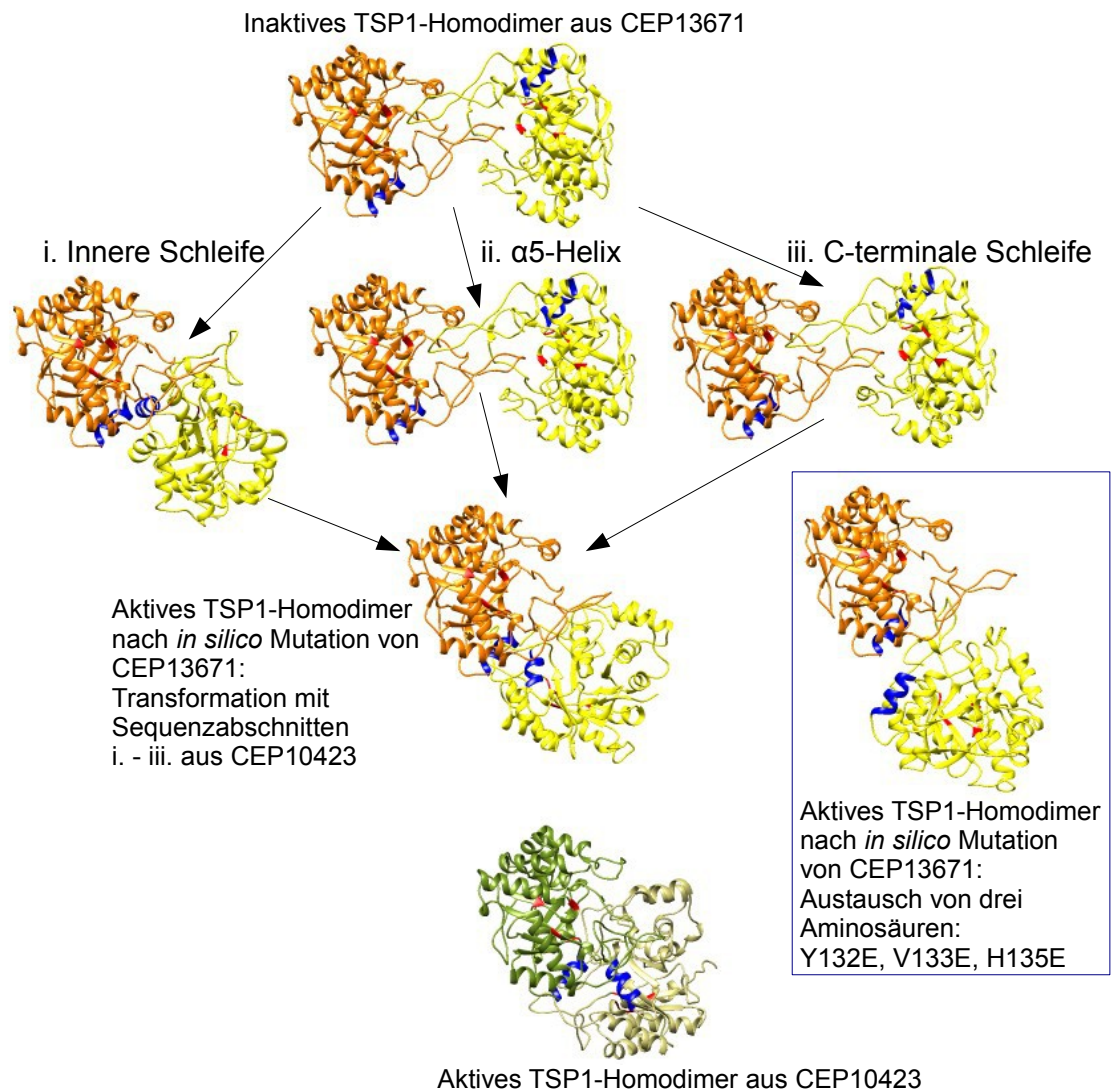 Inaktives TSP1-Homodimer aus CEP13671
i. Innere Schleife
ii. α5-Helix
iii. C-terminale Schleife
Aktives TSP1-Homodimer
nach in silico Mutation von
CEP13671:
Transformation mit
Sequenzabschnitten
i. - iii. aus CEP10423
Aktives TSP1-Homodimer
nach in silico Mutation
von CEP13671:
Austausch von drei
Aminosäuren:
Y132E, V133E, H135E
Aktives TSP1-Homodimer aus CEP10423